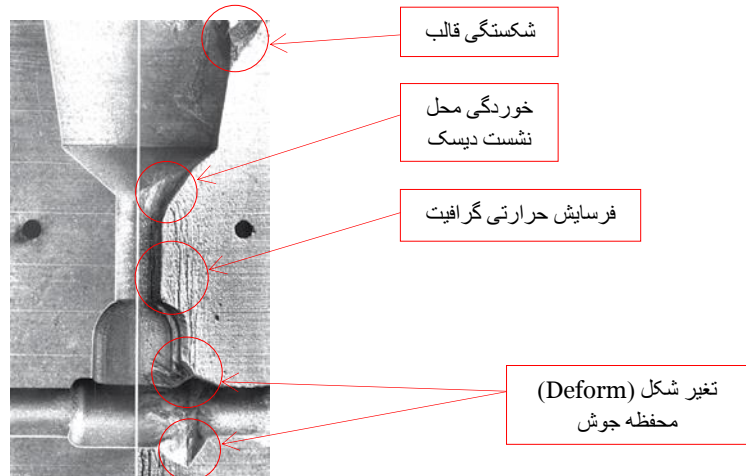 شکستگی قالب
خوردگی محل
نشست دیسک
فرسایش حرارتی گرافیت
تغیر شکل (Deform)
محفظه جوش